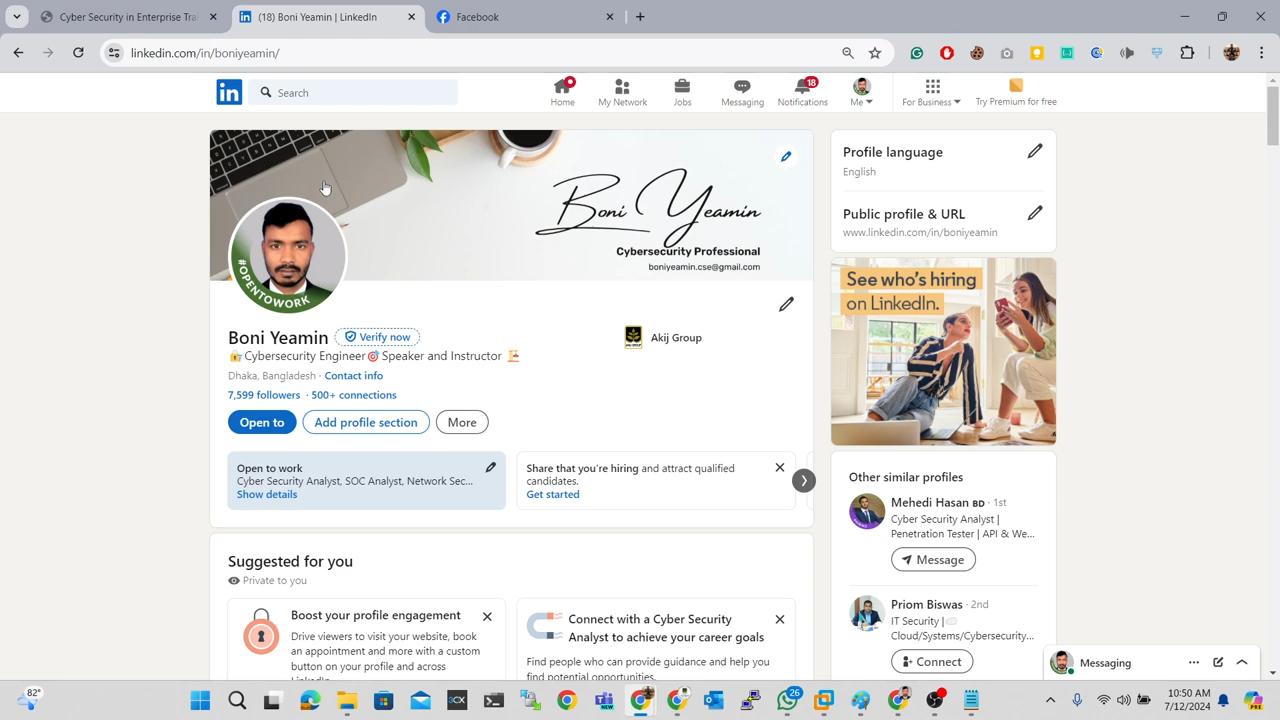 Cyber Security in Enterprise Tra
(18) Boni Yeamin | LinkedIn
Facebook
linkedin.com/in/boniyeamin/
in
Search
Home
My Network
Jobs
Messaging
18
Notifications
Me
For Business
Try Premium for free
Boni Yeamin
Cybersecurity Professional
boniyeamin.cse@gmail.com
#OPENTOWORK
Boni Yeamin
Verify now
Cybersecurity Engineer🎯Speaker and Instructor
Dhaka, Bangladesh · Contact info
7,599 followers · 500+ connections
Akij Group
Open to
Add profile section
More
Open to work
Cyber Security Analyst, SOC Analyst, Network Sec...
Show details
Share that you're hiring and attract qualified
candidates.
Get started
Suggested for you
Private to you
Boost your profile engagement
Drive viewers to visit your website, book
an appointment and more with a custom
button on your profile and across
LinkedIn.
Connect with a Cyber Security
Analyst to achieve your career goals
Find people who can provide guidance and help you
find potential opportunities.
Profile language
English
Public profile & URL
www.linkedin.com/in/boniyeamin
See who's hiring
on LinkedIn.
Other similar profiles
Mehedi Hasan BD · 1st
Cyber Security Analyst |
Penetration Tester | API & We...
Message
Priom Biswas · 2nd
IT Security |
Cloud/Systems/Cybersecurity...
Connect
Messaging
82°
26
10:50 AM
7/12/2024